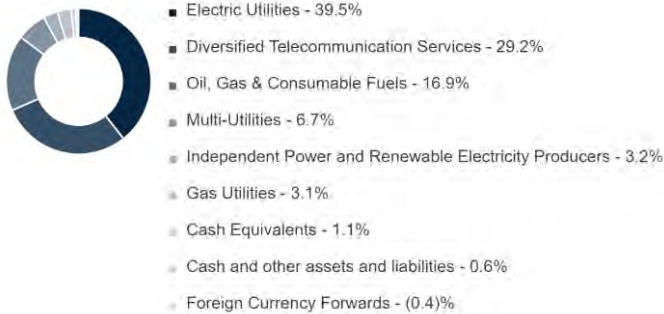 Electric Utilities - 39.5%
Diversified Telecommunication Services - 29.2%
Oil, Gas & Consumable Fuels - 16.9%
Multi-Utilities - 6.7%
Independent Power and Renewable Electricity Producers - 3.2%
Gas Utilities - 3.1%
Cash Equivalents - 1.1%
Cash and other assets and liabilities - 0.6%
Foreign Currency Forwards - (0.4)%